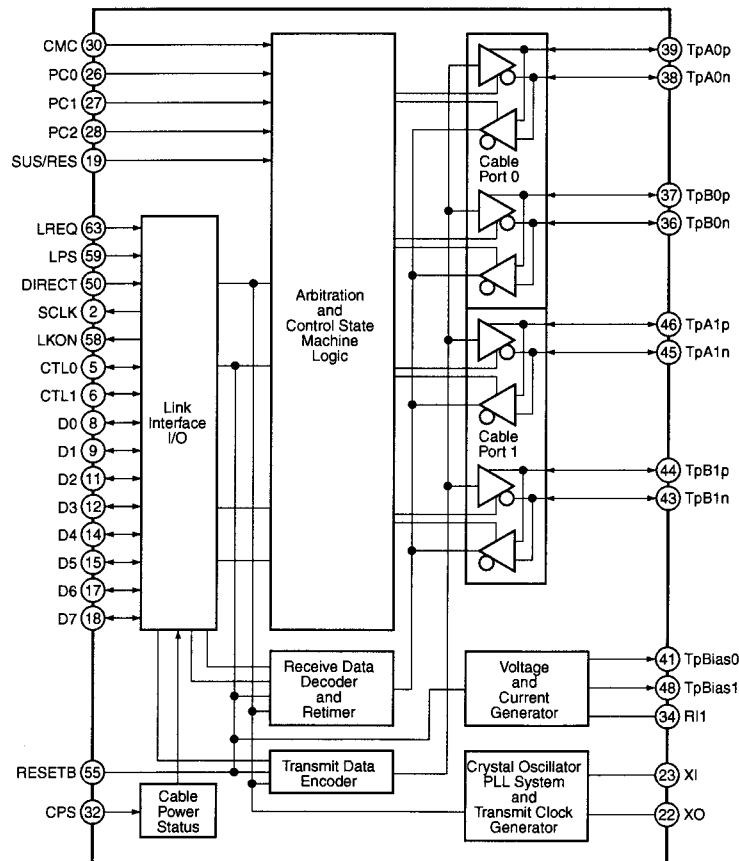 CMC 30
PC0 26
PC1 27
PC2 28
SUS/RES 19
LREQ 63
LPS 59
DIRECT 50
SCLK 2
LKON 58
CTL0 5
CTL1 6
D0 8
D1 9
D2 11
D3 12
D4 14
D5 15
D6 17
D7 18
RESETB 55
CPS 32
Link
Interface
I/O
Arbitration
and
Control State
Machine
Logic
Cable
Port 0
Cable
Port 1
39 TpA0p
38 TpA0n
37 TpB0p
36 TpB0n
46 TpA1p
45 TpA1n
44 TpB1p
43 TpB1n
Receive Data
Decoder
and
Retimer
Transmit Data
Encoder
Cable
Power
Status
Voltage
and
Current
Generator
Crystal Oscillator
PLL System
and
Transmit Clock
Generator
41 TpBias0
48 TpBias1
34 RI1
23 XI
22 XO